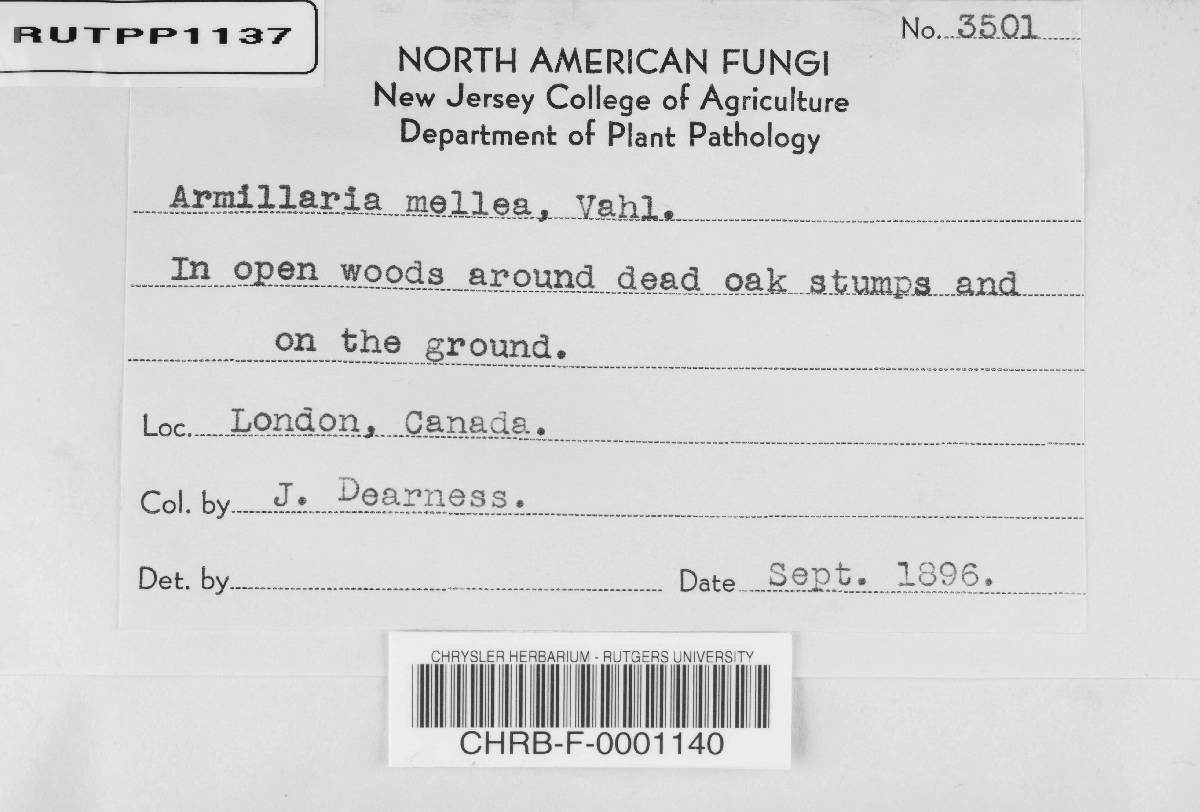 RUTPP1137
No. 3501
NORTH AMERICAN FUNGI
New Jersey College of Agriculture
Department of Plant Pathology
Armillaria mellea, Vahl.
In open woods around dead oak stumps and
on the ground.
Loc. London, Canada.
Col. by J. Dearness.
Det. by
Date Sept. 1896.
CHRYSLER HERBARIUM - RUTGERS UNIVERSITY
CHRB-F-0001140